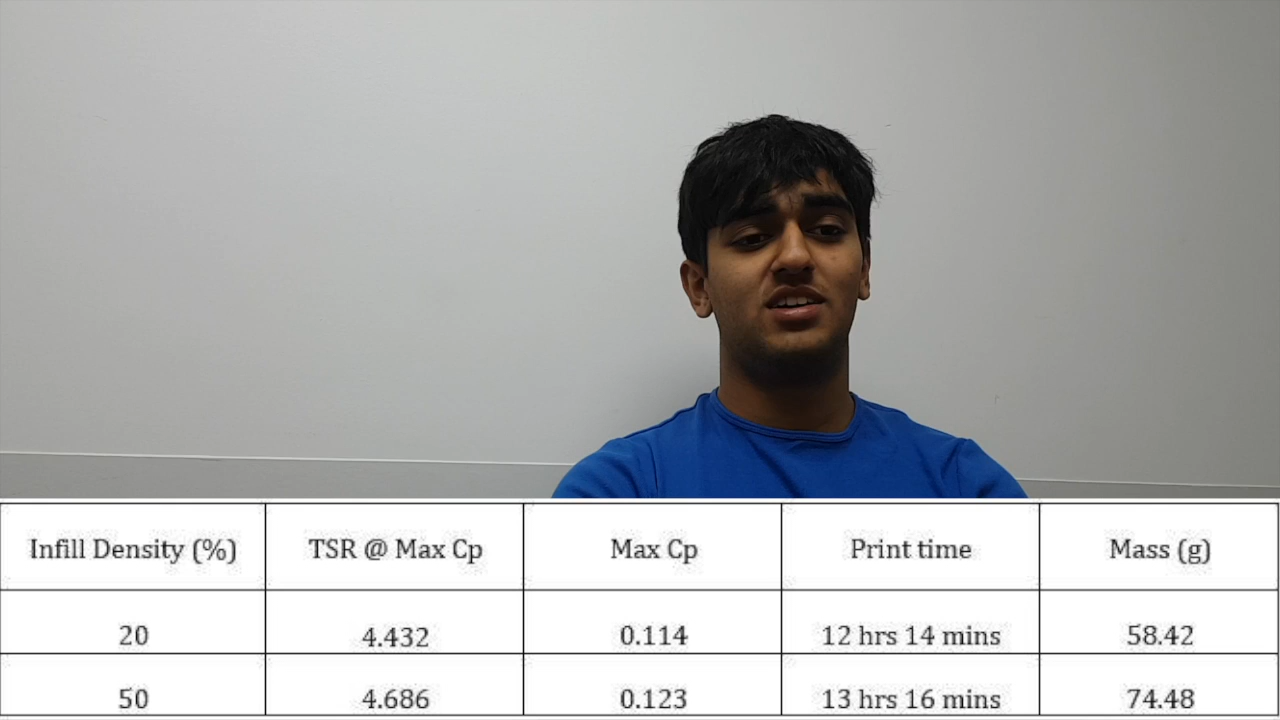 Infill Density (%) TSR @ Max Cp Max Cp Print time Mass (g)
20 4.432 0.114 12 hrs 14 mins 58.42
50 4.686 0.123 13 hrs 16 mins 74.48